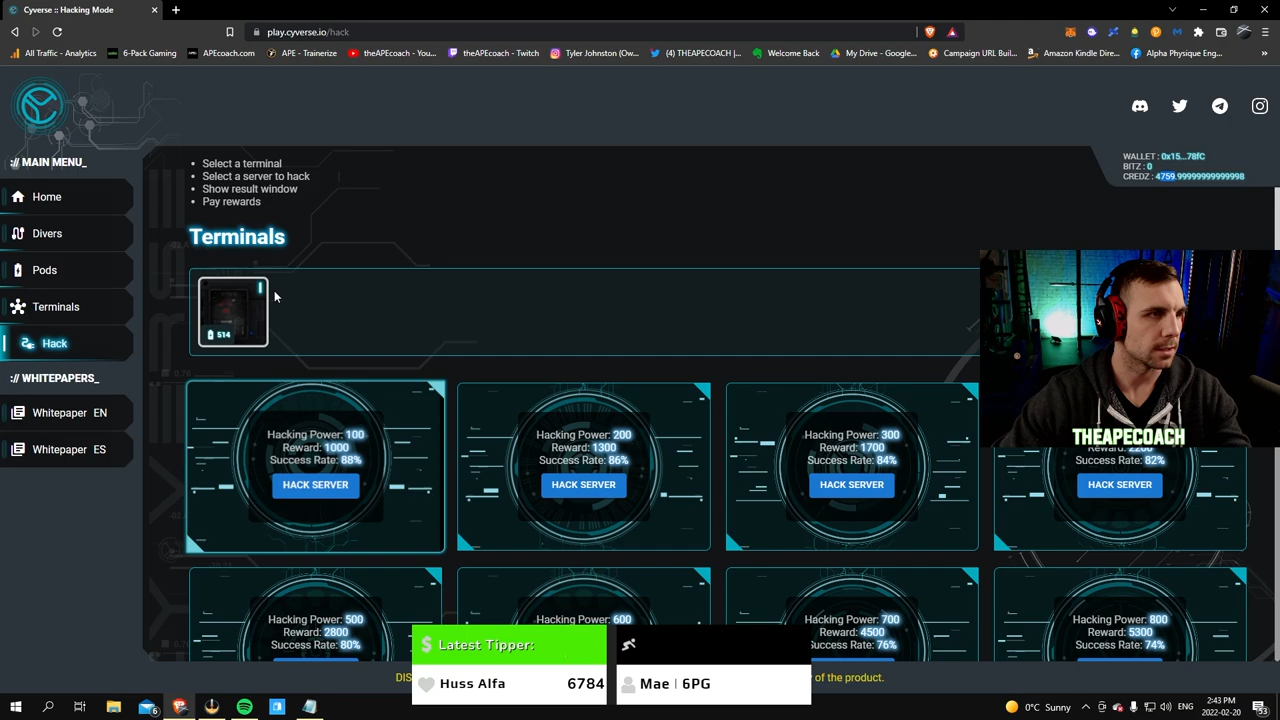 Cyverse :: Hacking Mode
play.cyverse.io/hack
All Traffic - Analytics
6-Pack Gaming
APEcoach.com
APE - Trainerize
theAPEcoach - You...
theAPEcoach - Twitch
Tyler Johnston (Ow...
(4) THEAPECOACH | ...
Welcome Back
My Drive - Google...
Campaign URL Buil...
Amazon Kindle Dire...
Alpha Physique Eng...
:// MAIN MENU_
Home
Divers
Pods
Terminals
Hack
:// WHITEPAPERS_
Whitepaper EN
Whitepaper ES
WALLET : 0x15...78fC
BITZ : 0
CREDZ : 4759.99999999999998
Select a terminal
Select a server to hack
Show result window
Pay rewards
Terminals
514
Hacking Power: 100
Reward: 1000
Success Rate: 88%
HACK SERVER
Hacking Power: 200
Reward: 1300
Success Rate: 86%
HACK SERVER
Hacking Power: 300
Reward: 1700
Success Rate: 84%
HACK SERVER
Success Rate: 82%
HACK SERVER
THEAPECOACH
Hacking Power: 500
Reward: 2800
Success Rate: 80%
Hacking Power: 600
Hacking Power: 700
Reward: 4500
Success Rate: 76%
Hacking Power: 800
Reward: 5300
Success Rate: 74%
Latest Tipper:
Huss Alfa 6784
Mae | 6PG
DIS
y of the product.
0°C Sunny
ENG
2:43 PM
2022-02-20
53